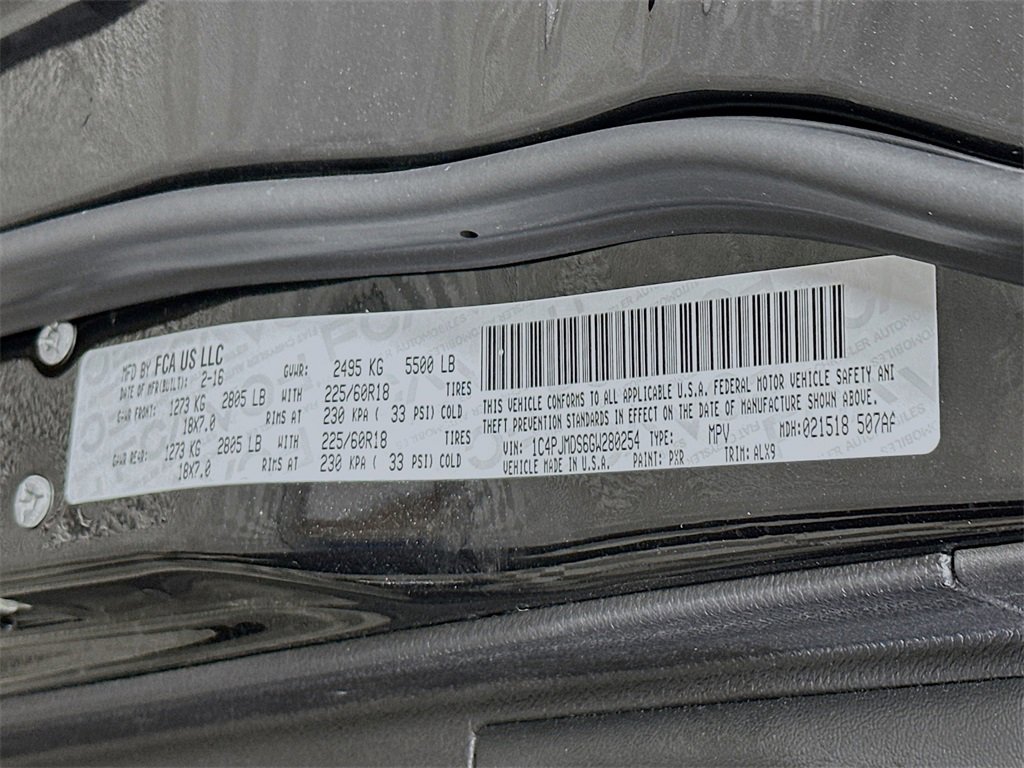 MFD BY FCA US LLC
DATE OF MFR(BUILT): 2-16 GVWR: 2495 KG 5500 LB
GAWR FRONT: 1273 KG 2805 LB WITH 225/60R18 TIRES
18X7.0 RIMS AT 230 KPA ( 33 PSI) COLD
GAWR REAR: 1273 KG 2805 LB WITH 225/60R18 TIRES
18X7.0 RIMS AT 230 KPA ( 33 PSI) COLD
THIS VEHICLE CONFORMS TO ALL APPLICABLE U.S.A. FEDERAL MOTOR VEHICLE SAFETY AND
THEFT PREVENTION STANDARDS IN EFFECT ON THE DATE OF MANUFACTURE SHOWN ABOVE.
VIN: 1C4PJMDS6GW280254 TYPE: MPV MDH:021518 507AF
VEHICLE MADE IN U.S.A. PAINT: PXR TRIM: ALX9